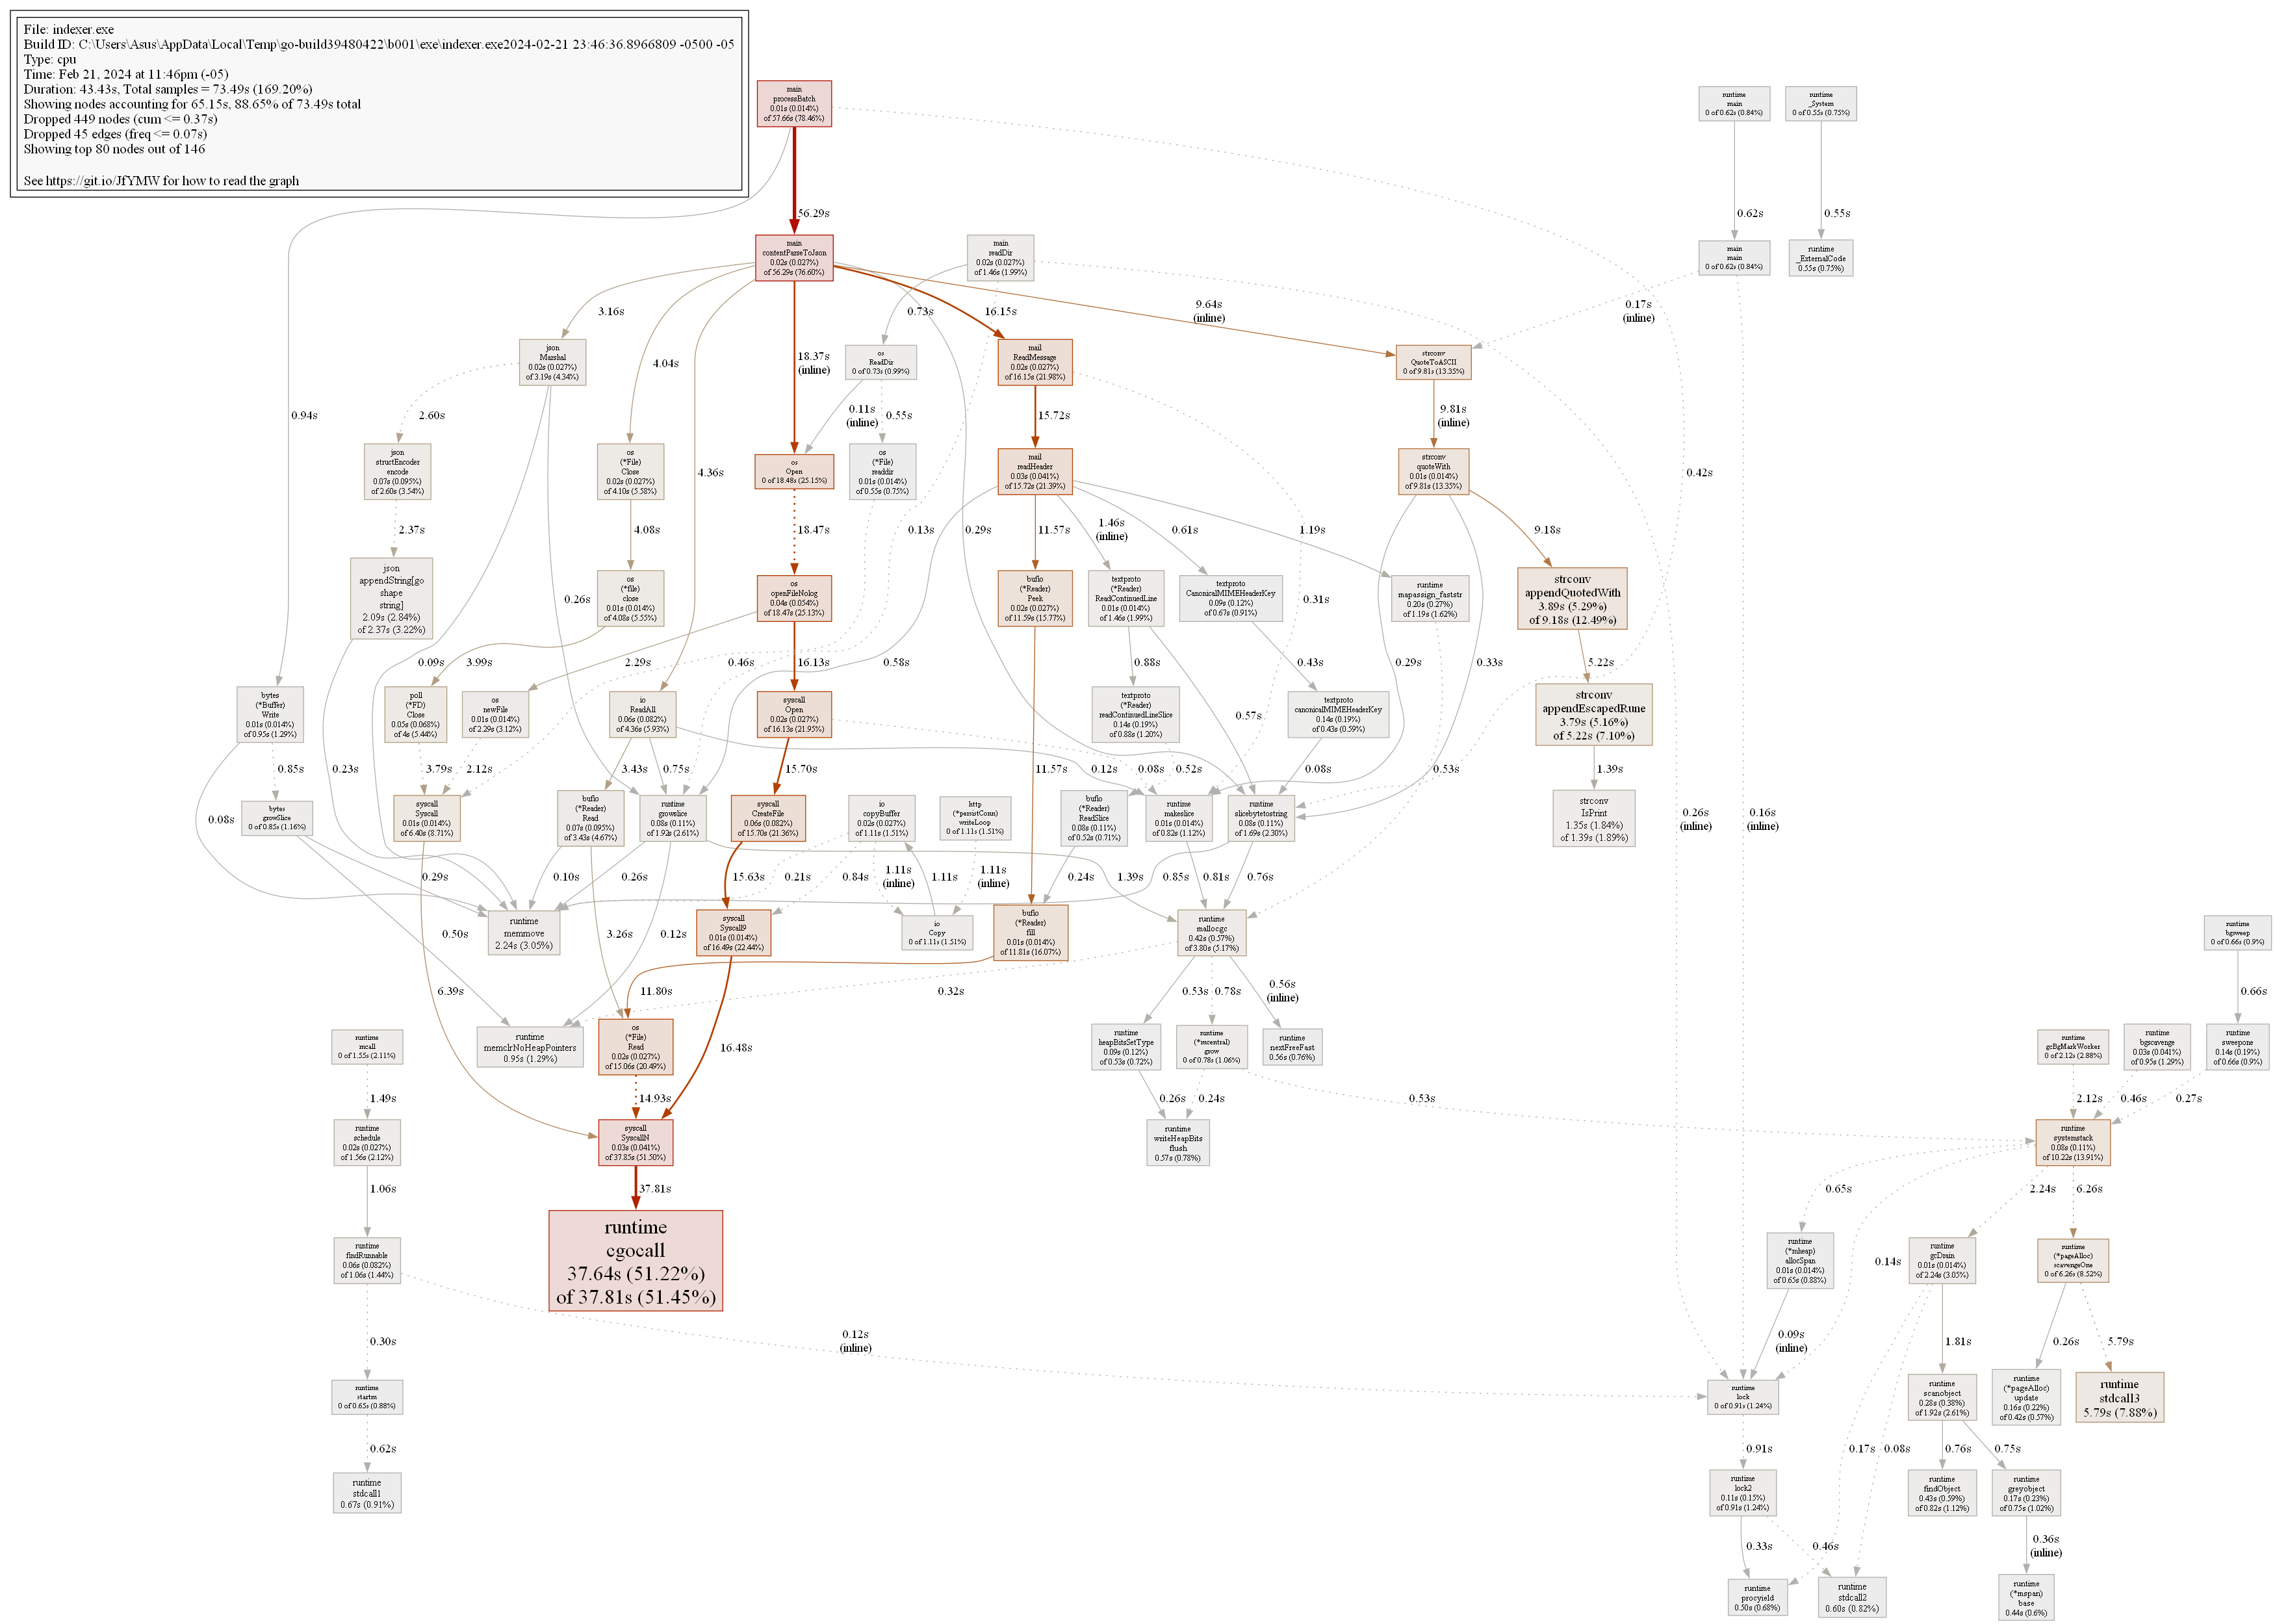 File: indexer.exe
Build ID: C:\Users\Asus\AppData\Local\Temp\go-build39480422\b001\exe\indexer.exe2024-02-21 23:46:36.8966809 -0500 -05
Type: cpu
Time: Feb 21, 2024 at 11:46pm (-05)
Duration: 43.43s, Total samples = 73.49s (169.20%)
Showing nodes accounting for 65.15s, 88.65% of 73.49s total
Dropped 449 nodes (cum <= 0.37s)
Dropped 45 edges (freq <= 0.07s)
Showing top 80 nodes out of 146
See https://git.io/JfYMW for how to read the graph
main
processBatch
0.01s (0.014%)
of 57.66s (78.46%)
runtime
main
0 of 0.62s (0.84%)
runtime
_System
0 of 0.55s (0.75%)
56.29s
0.62s
0.55s
main
contentParseToJson
0.02s (0.027%)
of 56.29s (76.60%)
main
readDir
0.02s (0.027%)
of 1.46s (1.99%)
main
main
0 of 0.62s (0.84%)
runtime
_ExternalCode
0.55s (0.75%)
3.16s
0.73s
16.15s
9.64s
(inline)
0.17s
(inline)
json
Marshal
0.02s (0.027%)
of 3.19s (4.34%)
4.04s
18.37s
(inline)
os
ReadDir
0 of 0.73s (0.99%)
mail
ReadMessage
0.02s (0.027%)
of 16.15s (21.98%)
strconv
QuoteToASCII
0 of 9.81s (13.35%)
0.94s
2.60s
0.11s
(inline)
0.55s
15.72s
9.81s
(inline)
json
structEncoder
encode
0.07s (0.095%)
of 2.60s (3.54%)
os
(*File)
Close
0.02s (0.027%)
of 4.10s (5.58%)
4.36s
os
Open
0 of 18.48s (25.15%)
os
(*File)
readdir
0.01s (0.014%)
of 0.55s (0.75%)
mail
readHeader
0.03s (0.041%)
of 15.72s (21.39%)
strconv
quoteWith
0.01s (0.014%)
of 9.81s (13.35%)
0.42s
2.37s
4.08s
18.47s
0.13s
0.29s
11.57s
1.46s
(inline)
0.61s
1.19s
9.18s
json
appendString[go
shape
string]
2.09s (2.84%)
of 2.37s (3.22%)
0.26s
os
(*file)
close
0.01s (0.014%)
of 4.08s (5.55%)
os
openFileNolog
0.04s (0.054%)
of 18.47s (25.13%)
bufio
(*Reader)
Peek
0.02s (0.027%)
of 11.59s (15.77%)
textproto
(*Reader)
ReadContinuedLine
0.01s (0.014%)
of 1.46s (1.99%)
textproto
CanonicalMIMEHeaderKey
0.09s (0.12%)
of 0.67s (0.91%)
0.31s
runtime
mapassign_faststr
0.20s (0.27%)
of 1.19s (1.62%)
strconv
appendQuotedWith
3.89s (5.29%)
of 9.18s (12.49%)
0.09s
3.99s
2.29s
0.46s
16.13s
0.58s
0.88s
0.43s
0.29s
0.33s
5.22s
bytes
(*Buffer)
Write
0.01s (0.014%)
of 0.95s (1.29%)
poll
(*FD)
Close
0.05s (0.068%)
of 4s (5.44%)
os
newFile
0.01s (0.014%)
of 2.29s (3.12%)
io
ReadAll
0.06s (0.082%)
of 4.36s (5.93%)
syscall
Open
0.02s (0.027%)
of 16.13s (21.95%)
textproto
(*Reader)
readContinuedLineSlice
0.14s (0.19%)
of 0.88s (1.20%)
0.57s
textproto
canonicalMIMEHeaderKey
0.14s (0.19%)
of 0.43s (0.59%)
strconv
appendEscapedRune
3.79s (5.16%)
of 5.22s (7.10%)
0.85s
0.23s
3.79s
2.12s
3.43s
0.75s
15.70s
11.57s
0.12s
0.08s
0.52s
0.08s
0.53s
1.39s
bytes
growSlice
0 of 0.85s (1.16%)
0.08s
syscall
Syscall
0.01s (0.014%)
of 6.40s (8.71%)
bufio
(*Reader)
Read
0.07s (0.095%)
of 3.43s (4.67%)
runtime
growslice
0.08s (0.11%)
of 1.92s (2.61%)
syscall
CreateFile
0.06s (0.082%)
of 15.70s (21.36%)
io
copyBuffer
0.02s (0.027%)
of 1.11s (1.51%)
http
(*persistConn)
writeLoop
0 of 1.11s (1.51%)
bufio
(*Reader)
ReadSlice
0.08s (0.11%)
of 0.52s (0.71%)
runtime
makeslice
0.01s (0.014%)
of 0.82s (1.12%)
runtime
slicebytetostring
0.08s (0.11%)
of 1.69s (2.30%)
strconv
IsPrint
1.35s (1.84%)
of 1.39s (1.89%)
0.26s
(inline)
0.16s
(inline)
0.29s
0.10s
0.26s
15.63s
0.21s
0.84s
1.11s
(inline)
1.11s
1.11s
(inline)
0.24s
1.39s
0.85s
0.81s
0.76s
0.50s
runtime
memmove
2.24s (3.05%)
3.26s
0.12s
syscall
Syscall9
0.01s (0.014%)
of 16.49s (22.44%)
io
Copy
0 of 1.11s (1.51%)
bufio
(*Reader)
fill
0.01s (0.014%)
of 11.81s (16.07%)
runtime
mallocgc
0.42s (0.57%)
of 3.80s (5.17%)
runtime
bgsweep
0 of 0.66s (0.9%)
6.39s
11.80s
0.32s
0.53s
0.78s
0.56s
(inline)
0.66s
runtime
mcall
0 of 1.55s (2.11%)
runtime
memclrNoHeapPointers
0.95s (1.29%)
os
(*File)
Read
0.02s (0.027%)
of 15.06s (20.49%)
16.48s
runtime
heapBitsSetType
0.09s (0.12%)
of 0.53s (0.72%)
runtime
(*mcentral)
grow
0 of 0.78s (1.06%)
runtime
nextFreeFast
0.56s (0.76%)
runtime
gcBgMarkWorker
0 of 2.12s (2.88%)
runtime
bgscavenge
0.03s (0.041%)
of 0.95s (1.29%)
runtime
sweepone
0.14s (0.19%)
of 0.66s (0.9%)
1.49s
14.93s
0.26s
0.24s
0.53s
2.12s
0.46s
0.27s
runtime
schedule
0.02s (0.027%)
of 1.56s (2.12%)
syscall
SyscallN
0.03s (0.041%)
of 37.85s (51.50%)
runtime
writeHeapBits
flush
0.57s (0.78%)
runtime
systemstack
0.08s (0.11%)
of 10.22s (13.91%)
1.06s
37.81s
0.65s
2.24s
6.26s
runtime
findRunnable
0.06s (0.082%)
of 1.06s (1.44%)
runtime
cgocall
37.64s (51.22%)
of 37.81s (51.45%)
runtime
(*mheap)
allocSpan
0.01s (0.014%)
of 0.65s (0.88%)
0.14s
runtime
gcDrain
0.01s (0.014%)
of 2.24s (3.05%)
runtime
(*pageAlloc)
scavengeOne
0 of 6.26s (8.52%)
0.30s
0.12s
(inline)
0.09s
(inline)
1.81s
0.26s
5.79s
runtime
startm
0 of 0.65s (0.88%)
runtime
lock
0 of 0.91s (1.24%)
runtime
scanobject
0.28s (0.38%)
of 1.92s (2.61%)
runtime
(*pageAlloc)
update
0.16s (0.22%)
of 0.42s (0.57%)
runtime
stdcall3
5.79s (7.88%)
0.62s
0.91s
0.17s
0.08s
0.76s
0.75s
runtime
stdcall1
0.67s (0.91%)
runtime
lock2
0.11s (0.15%)
of 0.91s (1.24%)
runtime
findObject
0.43s (0.59%)
of 0.82s (1.12%)
runtime
greyobject
0.17s (0.23%)
of 0.75s (1.02%)
0.33s
0.46s
0.36s
(inline)
runtime
procyield
0.50s (0.68%)
runtime
stdcall2
0.60s (0.82%)
runtime
(*mspan)
base
0.44s (0.6%)